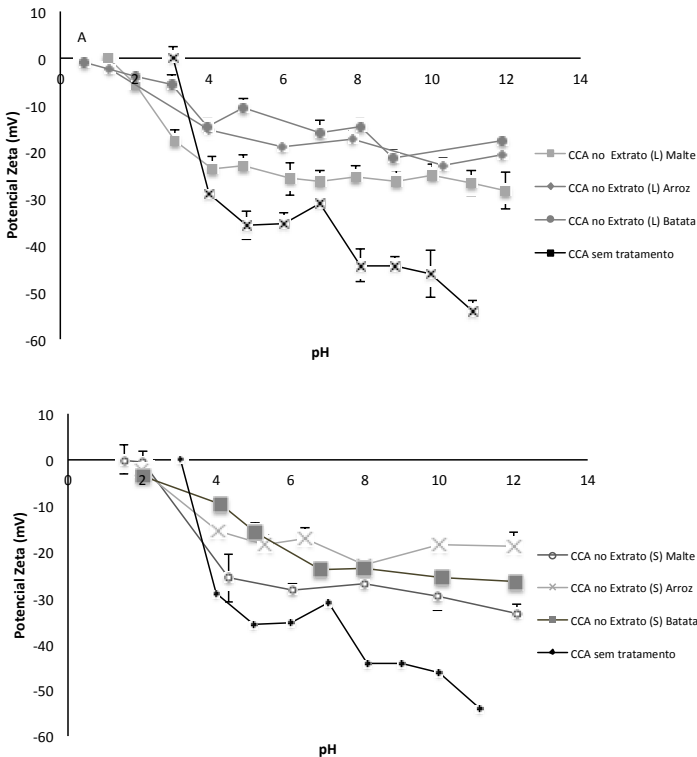 A
10
0
-10
-20
-30
-40
-50
-60
0 2 4 6 8 10 12 14
Potencial Zeta (mV)
pH
CCA no Extrato (L) Malte
CCA no Extrato (L) Arroz
CCA no Extrato (L) Batata
CCA sem tratamento
10
0
-10
-20
-30
-40
-50
-60
0 2 4 6 8 10 12 14
Potencial Zeta (mV)
pH
CCA no Extrato (S) Malte
CCA no Extrato (S) Arroz
CCA no Extrato (S) Batata
CCA sem tratamento